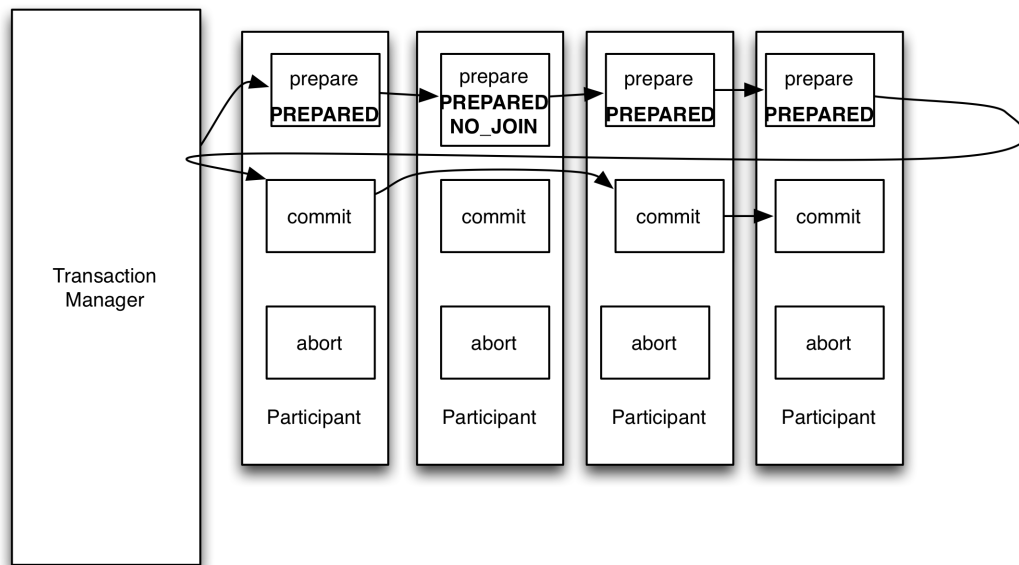 Transaction
Manager
prepare
PREPARED
commit
abort
Participant
prepare
PREPARED
NO_JOIN
commit
abort
Participant
prepare
PREPARED
commit
abort
Participant
prepare
PREPARED
commit
abort
Participant